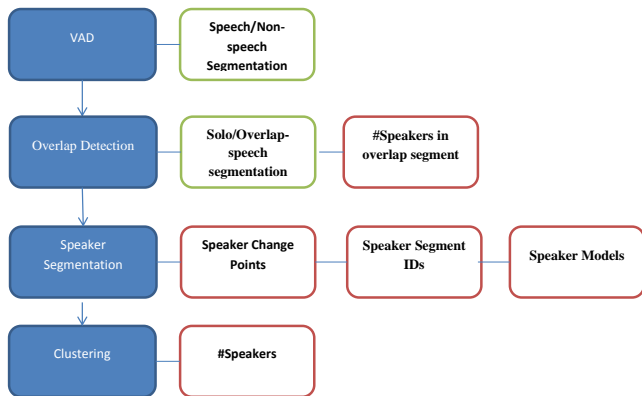 VAD
Speech/Non-
speech
Segmentation
Overlap Detection
Solo/Overlap-
speech
segmentation
#Speakers in
overlap segment
Speaker
Segmentation
Speaker Change
Points
Speaker Segment
IDs
Speaker Models
Clustering
#Speakers